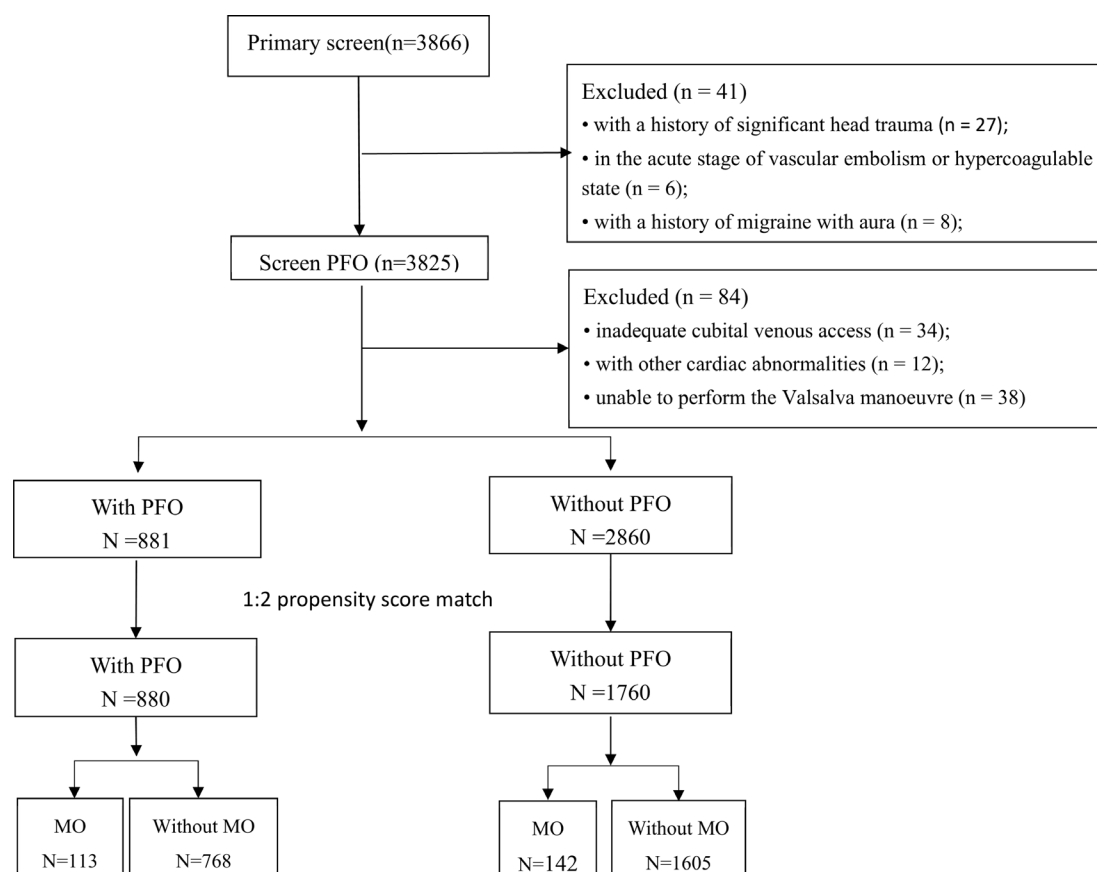 Primary screen(n=3866)
Excluded (n = 41)
• with a history of significant head trauma (n = 27);
• in the acute stage of vascular embolism or hypercoagulable
state (n = 6);
• with a history of migraine with aura (n = 8);
Screen PFO (n=3825)
Excluded (n = 84)
• inadequate cubital venous access (n = 34);
• with other cardiac abnormalities (n = 12);
• unable to perform the Valsalva manoeuvre (n = 38)
With PFO
N =881
Without PFO
N =2860
1:2 propensity score match
With PFO
N =880
Without PFO
N =1760
MO
N=113
Without MO
N=768
MO
N=142
Without MO
N=1605